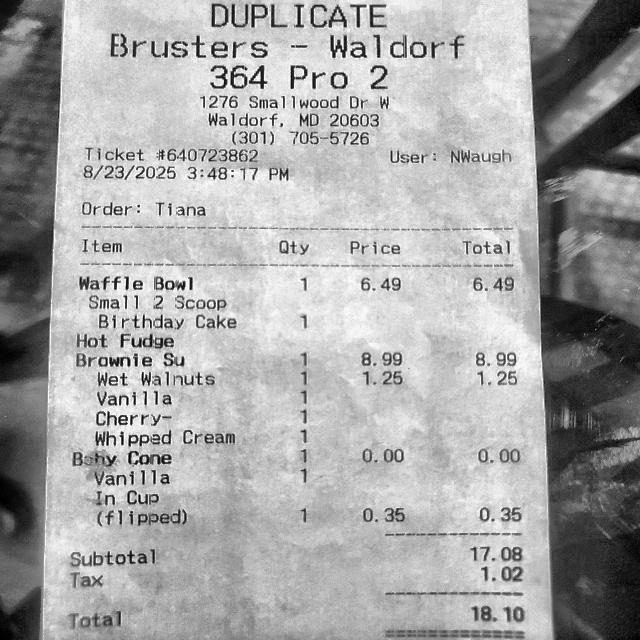 DUPLICATE
Brusters - Waldorf
364 Pro 2
1276 Smallwood Dr W
Waldorf, MD 20603
(301) 705-5726
Ticket #640723862 User: NWaugh
8/23/2025 3:48:17 PM
Order: Tiana
Item Qty Price Total
Waffle Bowl 1 6.49 6.49
Small 2 Scoop
Birthday Cake 1
Hot Fudge
Brownie Su 1 8.99 8.99
Wet Walnuts 1 1.25 1.25
Vanilla 1
Cherry- 1
Whipped Cream 1
Baby Cone 1 0.00 0.00
Vanilla 1
In Cup
(flipped) 1 0.35 0.35
Subtotal 17.08
Tax 1.02
Total 18.10